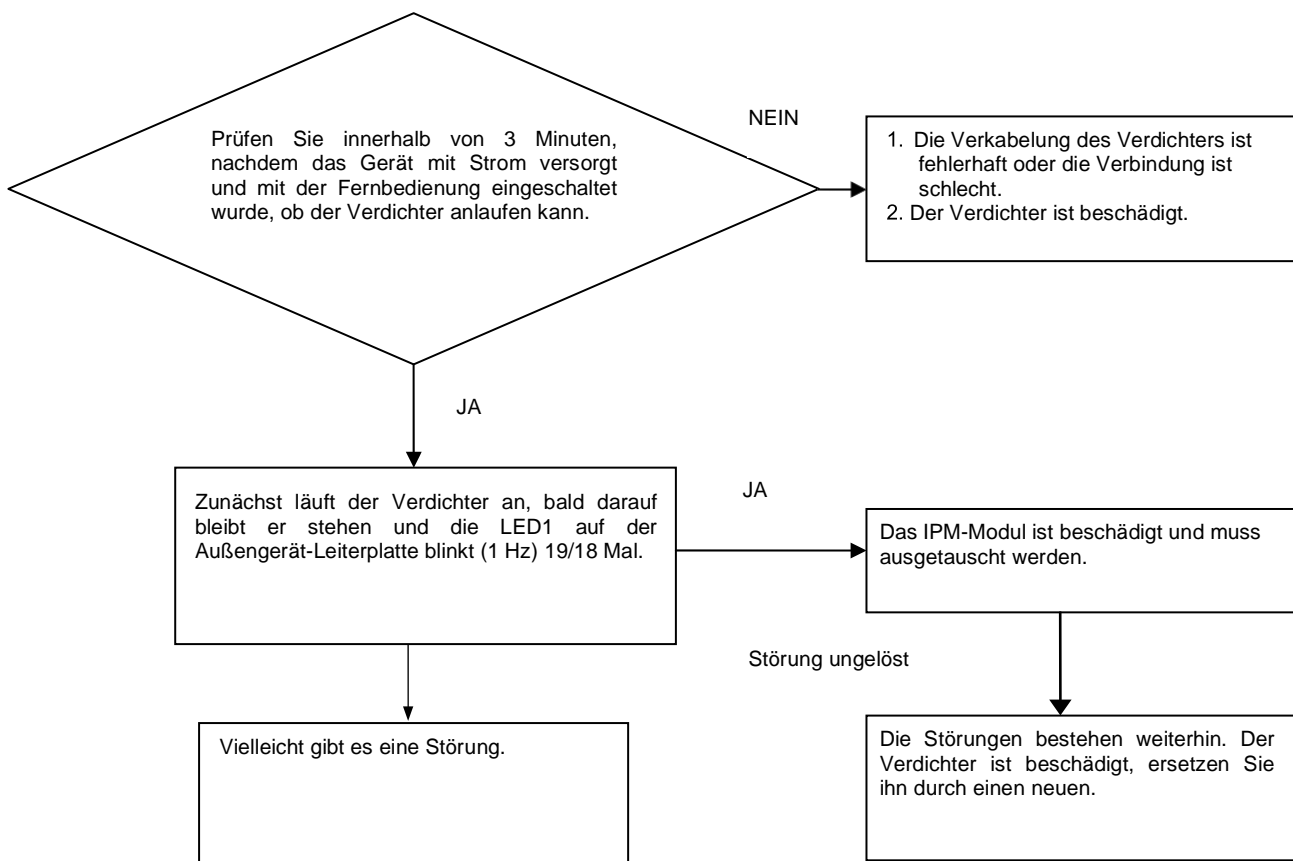 Prüfen Sie innerhalb von 3 Minuten,
nachdem das Gerät mit Strom versorgt
und mit der Fernbedienung eingeschaltet
wurde, ob der Verdichter anlaufen kann.
NEIN
1. Die Verkabelung des Verdichters ist
fehlerhaft oder die Verbindung ist
schlecht.
2. Der Verdichter ist beschädigt.
JA
Zunächst läuft der Verdichter an, bald darauf
bleibt er stehen und die LED1 auf der
Außengerät-Leiterplatte blinkt (1 Hz) 19/18 Mal.
JA
Das IPM-Modul ist beschädigt und muss
ausgetauscht werden.
Störung ungelöst
Vielleicht gibt es eine Störung.
Die Störungen bestehen weiterhin. Der
Verdichter ist beschädigt, ersetzen Sie
ihn durch einen neuen.